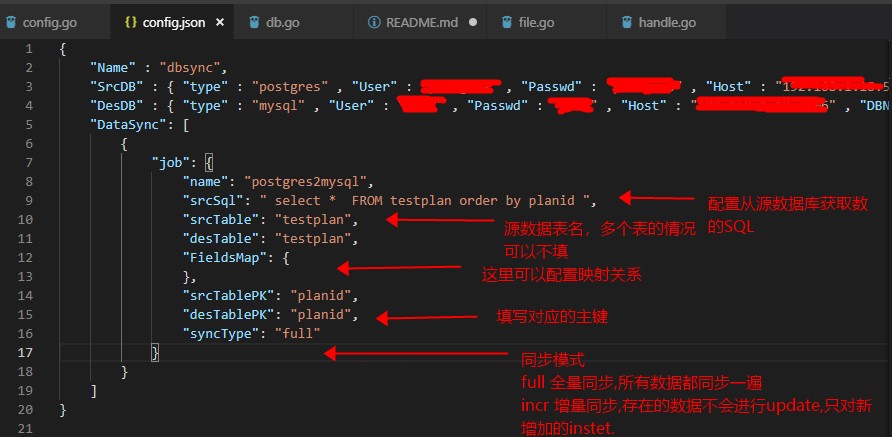 config.go {} config.json × db.go README.md file.go handle.go
1 {
2 "Name" : "dbsync",
3 "SrcDB" : { "type" : "postgres" , "User" : , "Passwd" : , "Host" : "
4 "DesDB" : { "type" : "mysql" , "User" : , "Passwd" : " , "Host" : " " , "DBN
5 "DataSync": [
6 {
7 "job": {
8 "name": "postgres2mysql",
9 "srcSql": " select * FROM testplan order by planid ",
配置从源数据库获取数
的SQL
10 "srcTable": "testplan",
源数据表名，多个表的情况
可以不填
11 "desTable": "testplan",
12 "FieldsMap": {
这里可以配置映射关系
13 },
14 "srcTablePK": "planid",
15 "desTablePK": "planid",
填写对应的主键
16 "syncType": "full"
17 }
同步模式
full 全量同步,所有数据都同步一遍
incr 增量同步,存在的数据不会进行update,只对新
增加的instet.
18 }
19 ]
20 }
21